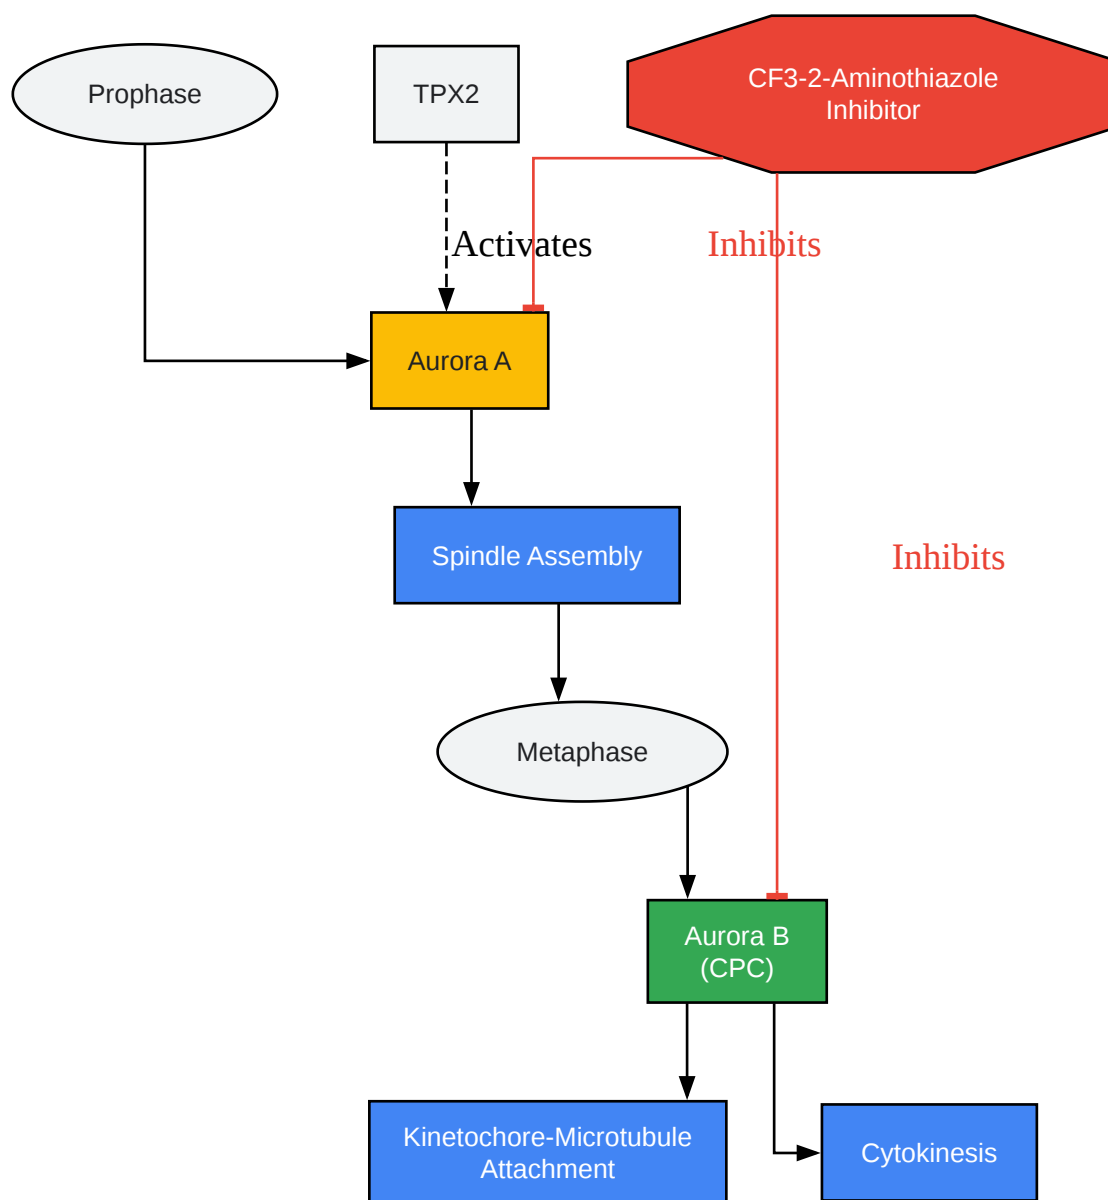 Prophase
TPX2
CF3-2-Aminothiazole
Inhibitor
Activates
Inhibits
Aurora A
Spindle Assembly
Inhibits
Metaphase
Aurora B
(CPC)
Kinetochore-Microtubule
Attachment
Cytokinesis